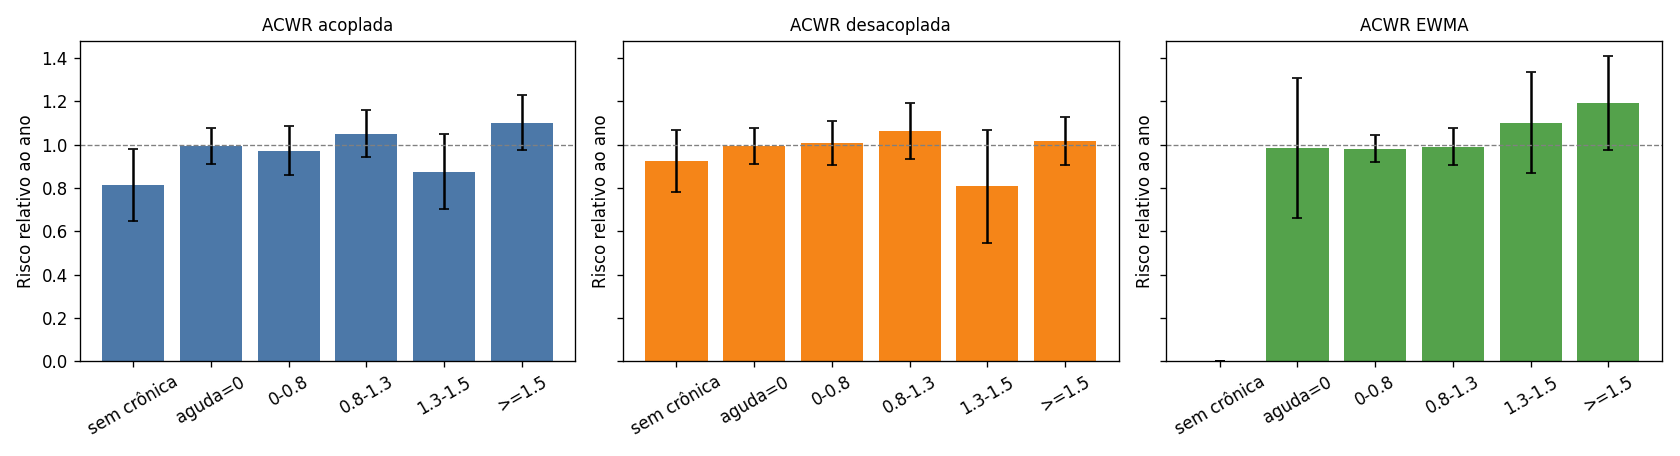 ACWR acoplada
Risco relativo ao ano
1.4
1.2
1.0
0.8
0.6
0.4
0.2
0.0
sem crônica
aguda=0
0-0.8
0.8-1.3
1.3-1.5
>=1.5
ACWR desacoplada
Risco relativo ao ano
sem crônica
aguda=0
0-0.8
0.8-1.3
1.3-1.5
>=1.5
ACWR EWMA
Risco relativo ao ano
sem crônica
aguda=0
0-0.8
0.8-1.3
1.3-1.5
>=1.5